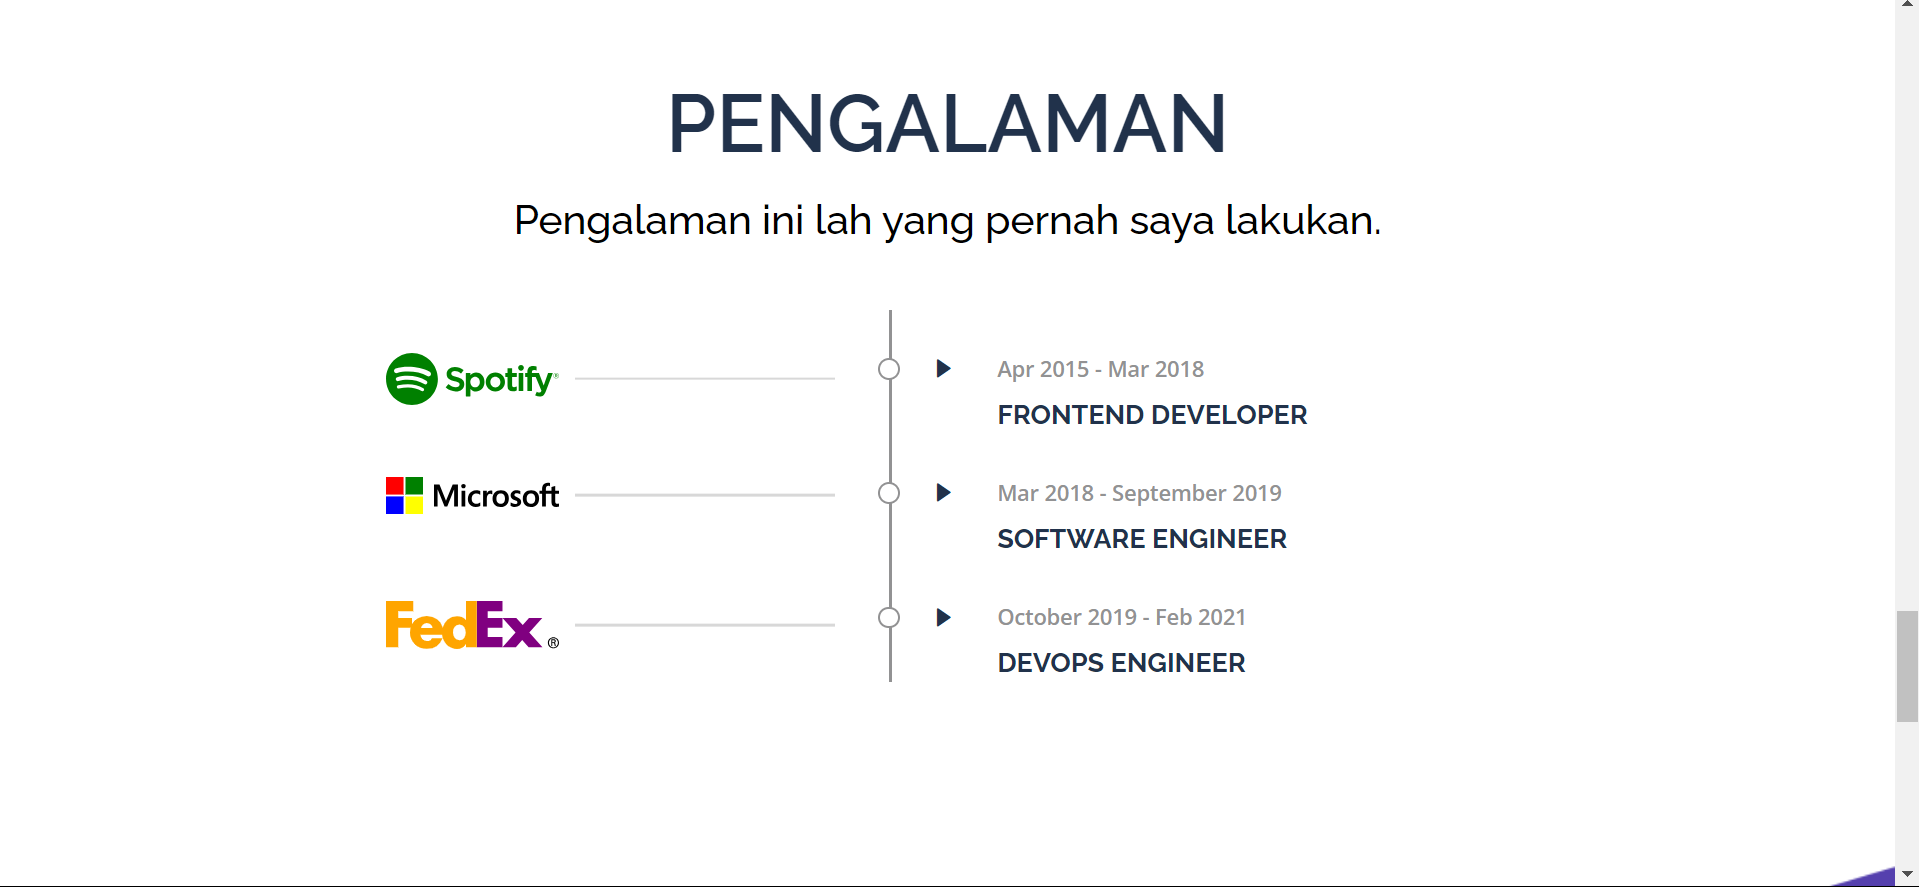 PENGALAMAN
Pengalaman ini lah yang pernah saya lakukan.
Spotify®
Apr 2015 - Mar 2018
FRONTEND DEVELOPER
Microsoft
Mar 2018 - September 2019
SOFTWARE ENGINEER
FedEx ®
October 2019 - Feb 2021
DEVOPS ENGINEER